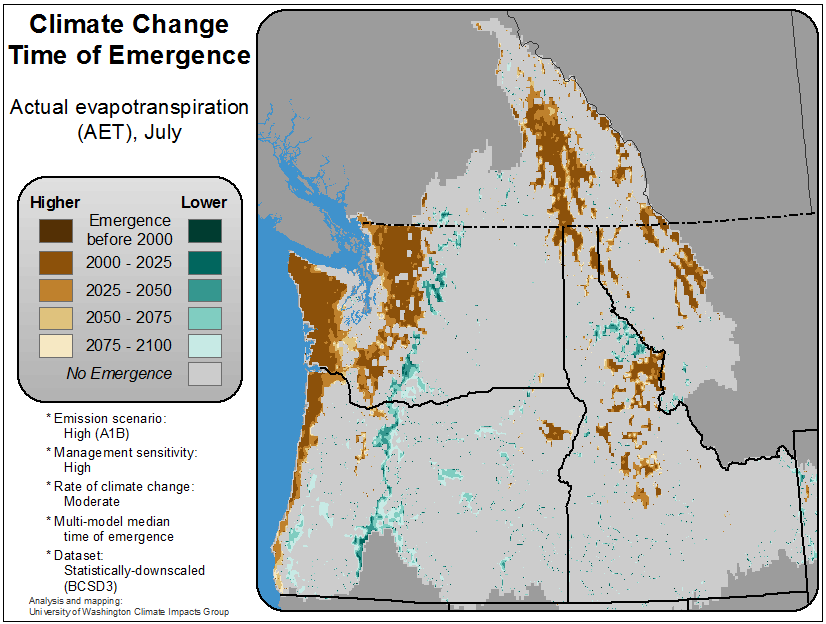 Climate Change
Time of Emergence
Actual evapotranspiration
(AET), July
Higher Lower
Emergence
before 2000
2000 - 2025
2025 - 2050
2050 - 2075
2075 - 2100
No Emergence
* Emission scenario:
High (A1B)
* Management sensitivity:
High
* Rate of climate change:
Moderate
* Multi-model median
time of emergence
* Dataset:
Statistically-downscaled
(BCSD3)
Analysis and mapping:
University of Washington Climate Impacts Group